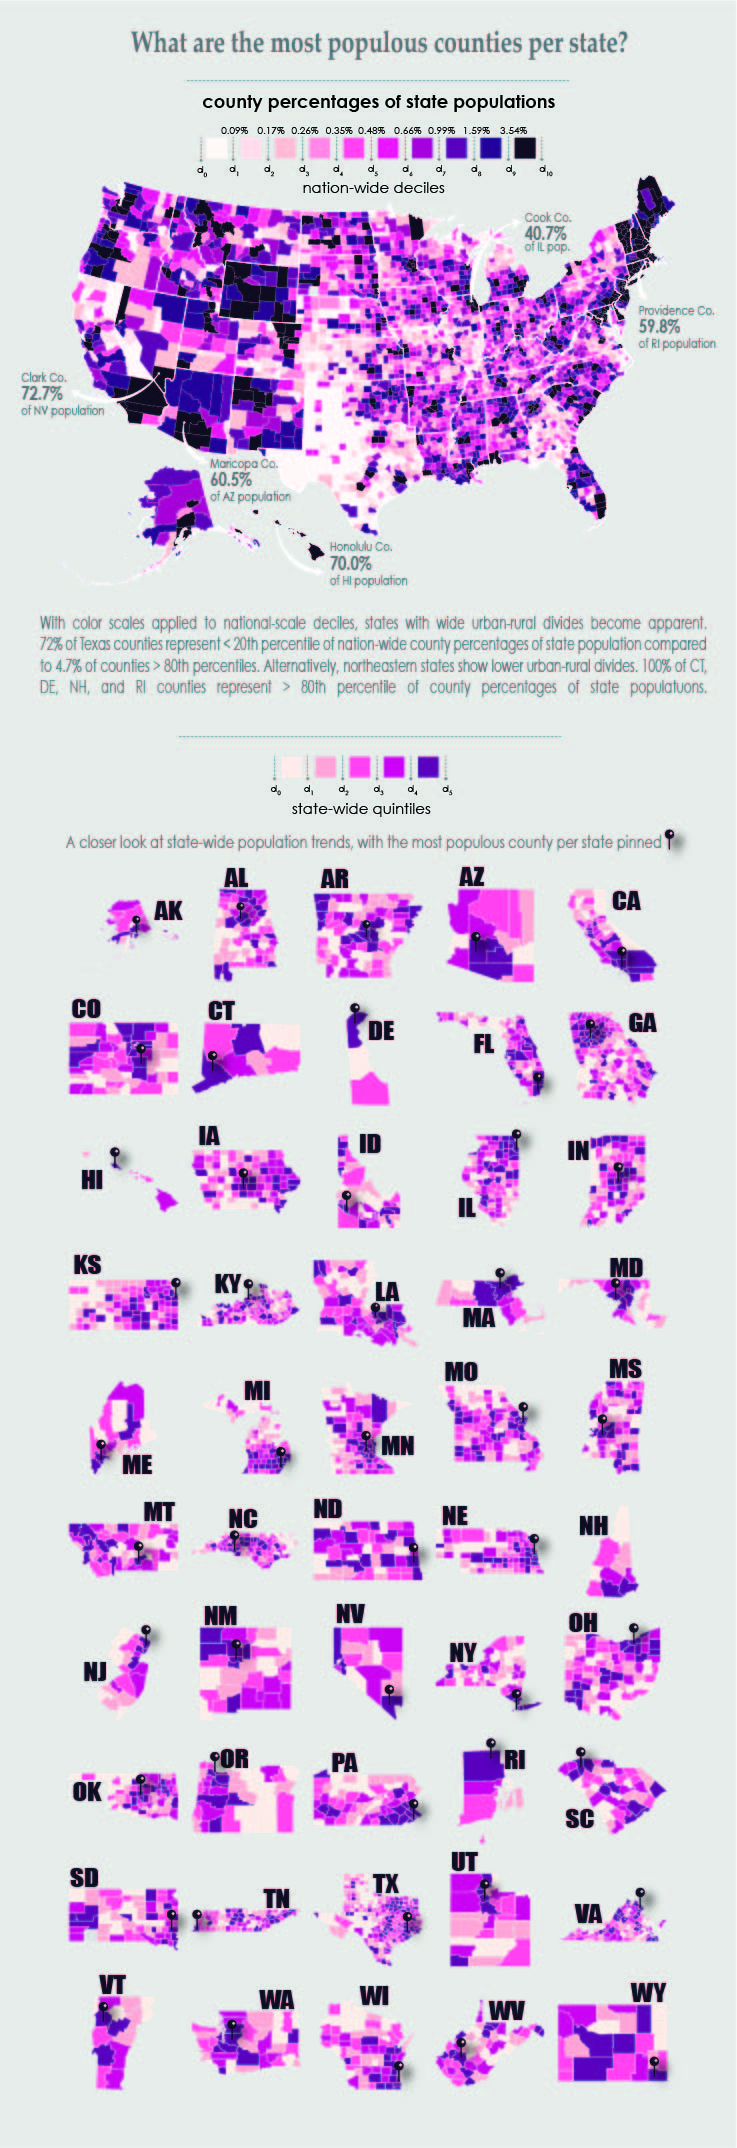 What are the most populous counties per state?
county percentages of state populations
0.09% 0.17% 0.26% 0.35% 0.48% 0.66% 0.99% 1.59% 3.54%
d0 d1 d2 d3 d4 d5 d6 d7 d8 d9 d10
nation-wide deciles
Cook Co.
40.7%
of IL pop.
Providence Co.
59.8%
of RI population
Clark Co.
72.7%
of NV population
Maricopa Co.
60.5%
of AZ population
Honolulu Co.
70.0%
of HI population
With color scales applied to national-scale deciles, states with wide urban-rural divides become apparent.
72% of Texas counties represent < 20th percentile of nation-wide county percentages of state population compared
to 4.7% of counties > 80th percentiles. Alternatively, northeastern states show lower urban-rural divides. 100% of CT,
DE, NH, and RI counties represent > 80th percentile of county percentages of state populatuons.
d0 d1 d2 d3 d4 d5
state-wide quintiles
A closer look at state-wide population trends, with the most populous county per state pinned
AK AL AR AZ CA
CO CT DE FL GA
HI IA ID IL IN
KS KY LA MA MD
ME MI MN MO MS
MT NC ND NE NH
NJ NM NV NY OH
OK OR PA RI SC
SD TN TX UT VA
VT WA WI WV WY